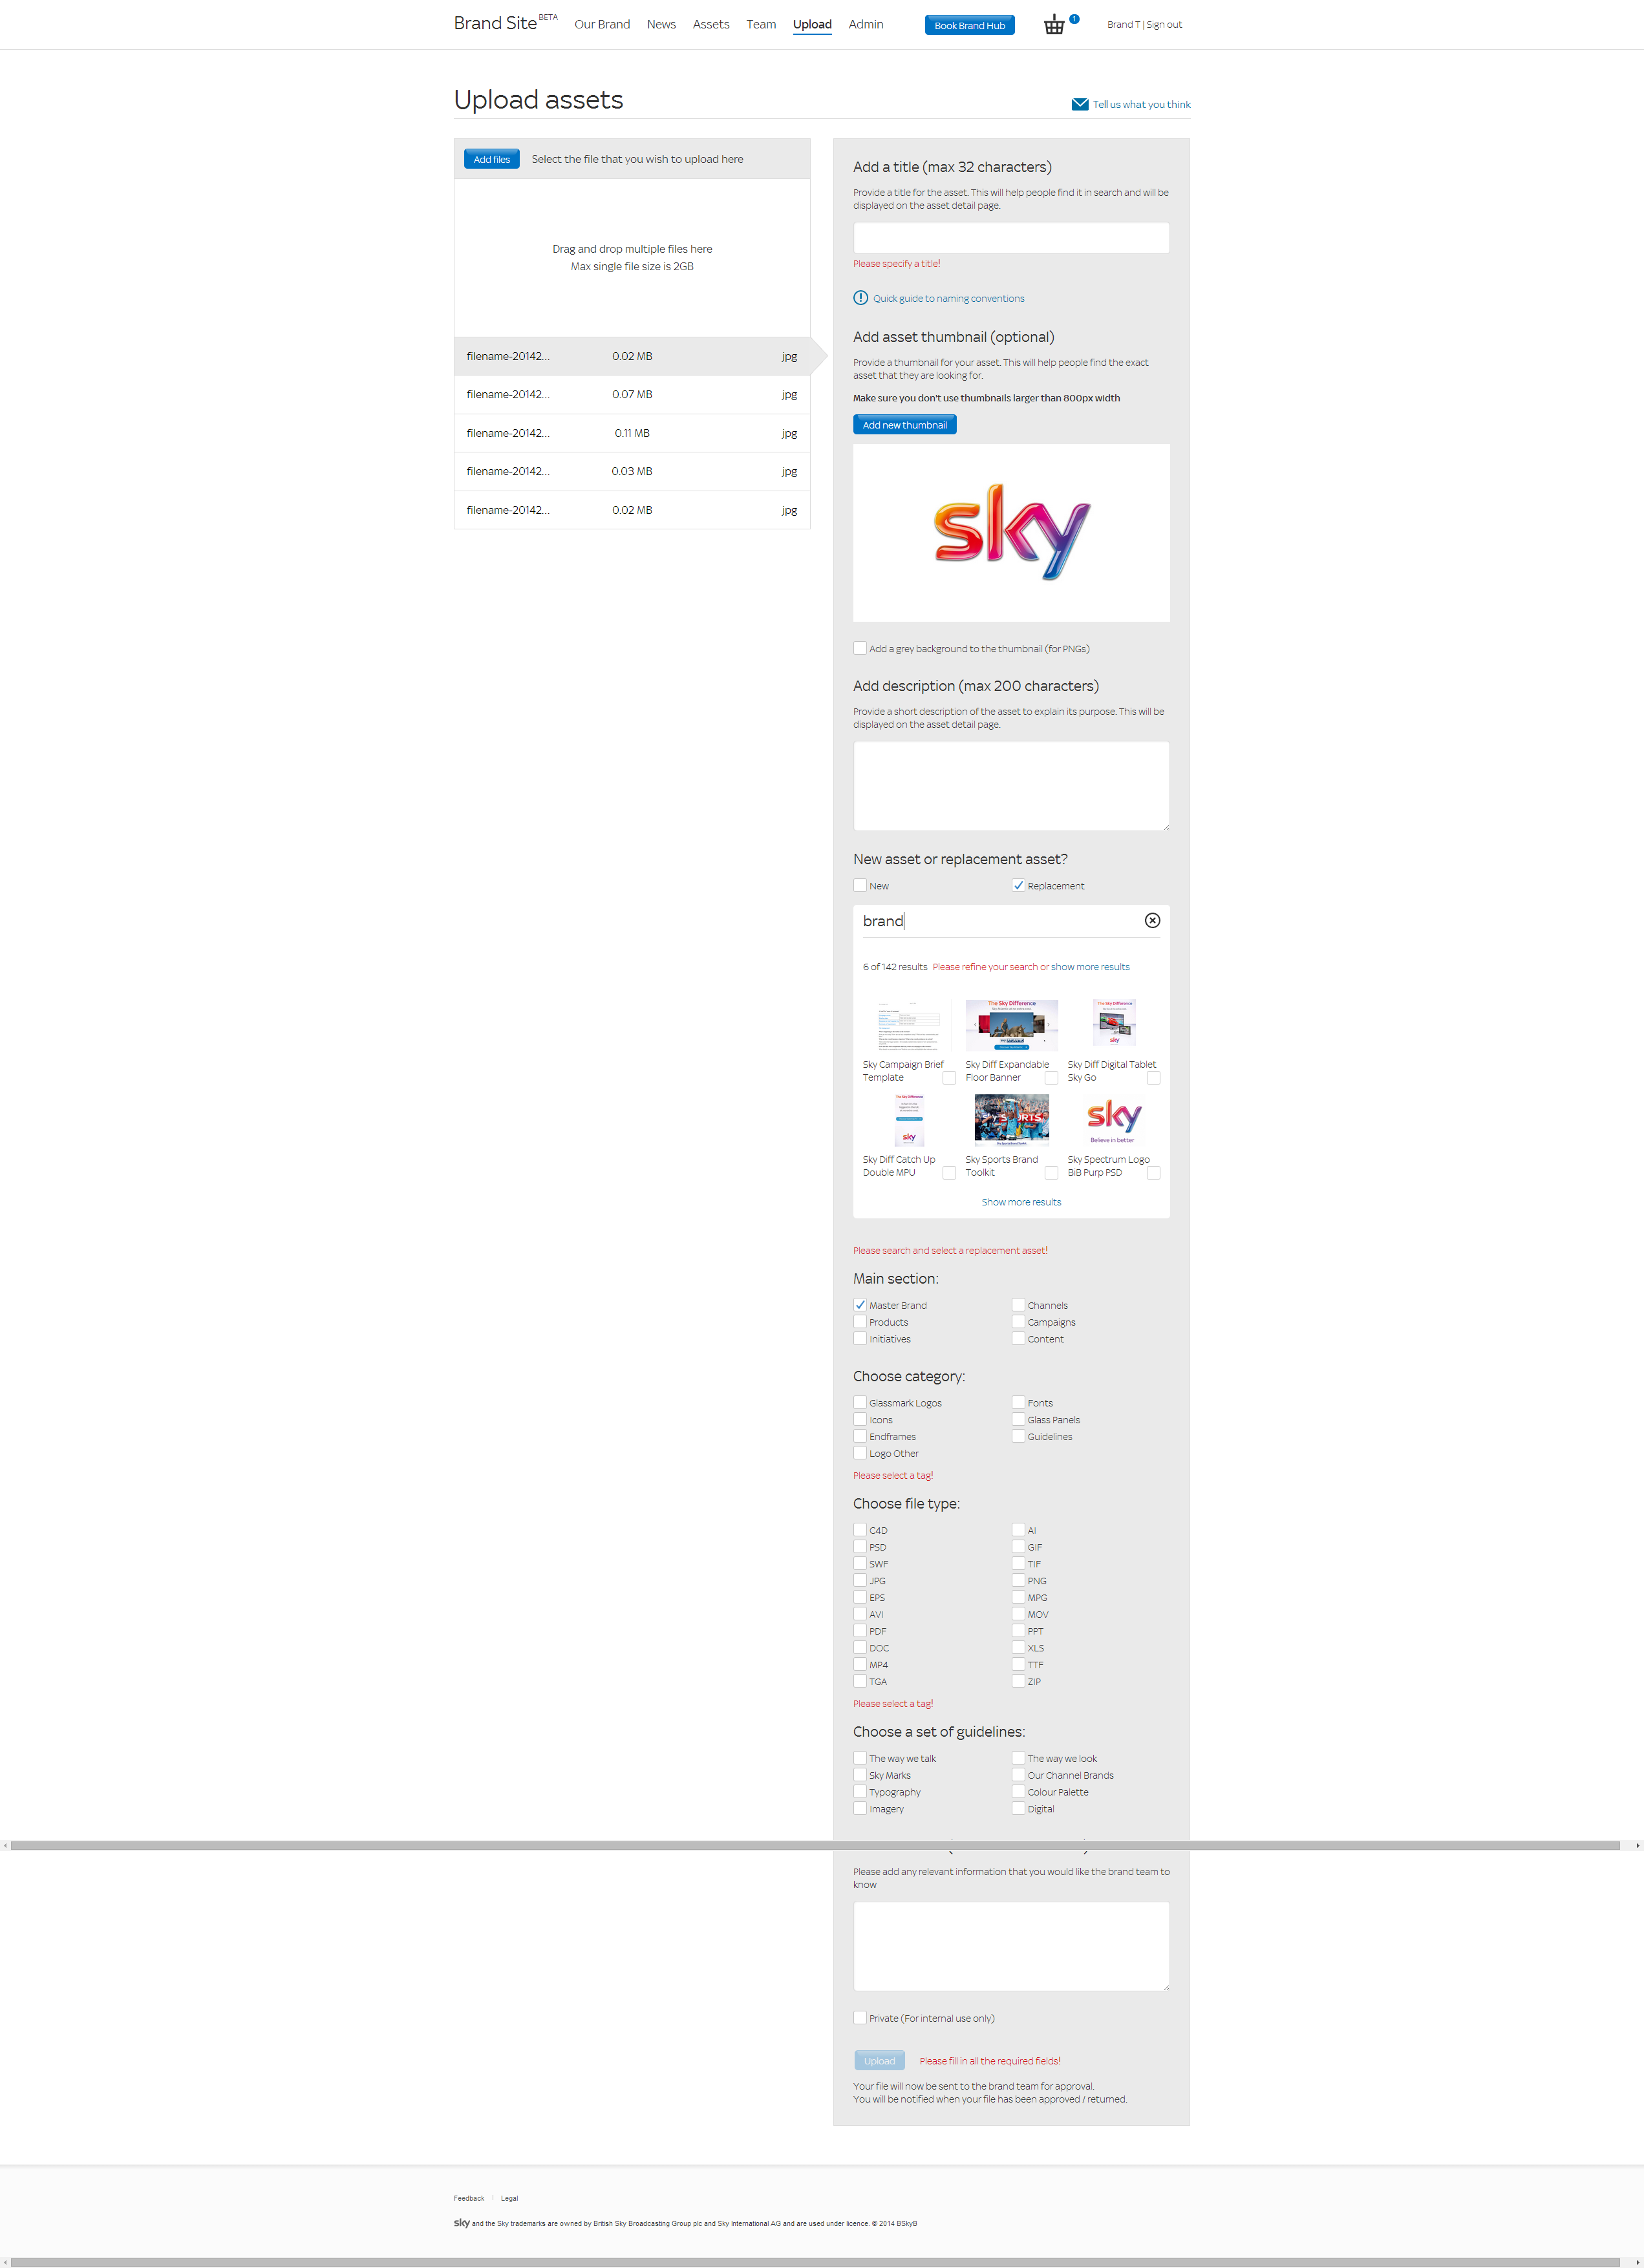 Brand Site BETA
Our Brand News Assets Team Upload Admin
Book Brand Hub
1
Brand T | Sign out
Upload assets
Tell us what you think
Add files
Select the file that you wish to upload here
Drag and drop multiple files here
Max single file size is 2GB
filename-20142... 0.02 MB jpg
filename-20142... 0.07 MB jpg
filename-20142... 0.11 MB jpg
filename-20142... 0.03 MB jpg
filename-20142... 0.02 MB jpg
Add a title (max 32 characters)
Provide a title for the asset. This will help people find it in search and will be
displayed on the asset detail page.
Please specify a title!
Quick guide to naming conventions
Add asset thumbnail (optional)
Provide a thumbnail for your asset. This will help people find the exact
asset that they are looking for.
Make sure you don't use thumbnails larger than 800px width
Add new thumbnail
sky
Add a grey background to the thumbnail (for PNGs)
Add description (max 200 characters)
Provide a short description of the asset to explain its purpose. This will be
displayed on the asset detail page.
New asset or replacement asset?
New Replacement
brand
6 of 142 results Please refine your search or show more results
The Sky Difference
The Sky Difference
sky
Sky Campaign Brief
Template
Sky Diff Expandable
Floor Banner
Sky Diff Digital Tablet
Sky Go
The Sky Difference
sky
SKY SPORTS
sky
Believe in better
Sky Diff Catch Up
Double MPU
Sky Sports Brand
Toolkit
Sky Spectrum Logo
BiB Purp PSD
Show more results
Please search and select a replacement asset!
Main section:
Master Brand Channels
Products Campaigns
Initiatives Content
Choose category:
Glassmark Logos Fonts
Icons Glass Panels
Endframes Guidelines
Logo Other
Please select a tag!
Choose file type:
C4D AI
PSD GIF
SWF TIF
JPG PNG
EPS MPG
AVI MOV
PDF PPT
DOC XLS
MP4 TTF
TGA ZIP
Please select a tag!
Choose a set of guidelines:
The way we talk The way we look
Sky Marks Our Channel Brands
Typography Colour Palette
Imagery Digital
Please add any relevant information that you would like the brand team to
know
Private (For internal use only)
Upload
Please fill in all the required fields!
Your file will now be sent to the brand team for approval.
You will be notified when your file has been approved / returned.
Feedback | Legal
sky and the Sky trademarks are owned by British Sky Broadcasting Group plc and Sky International AG and are used under licence. © 2014 BSkyB